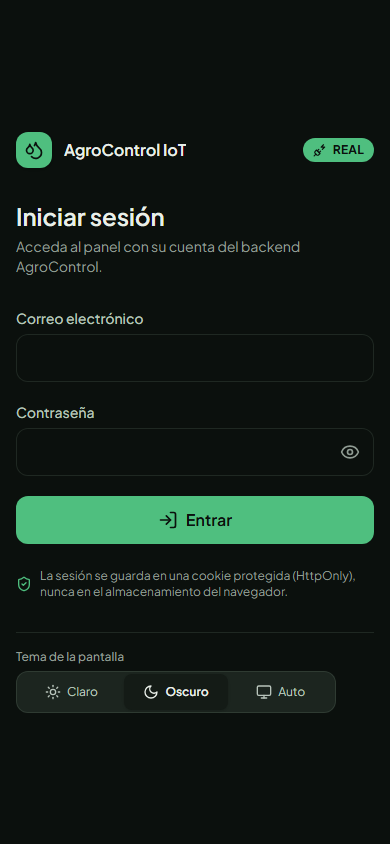 AgroControl IoT
REAL
Iniciar sesión
Acceda al panel con su cuenta del backend
AgroControl.
Correo electrónico
Contraseña
Entrar
La sesión se guarda en una cookie protegida (HttpOnly),
nunca en el almacenamiento del navegador.
Tema de la pantalla
Claro
Oscuro
Auto